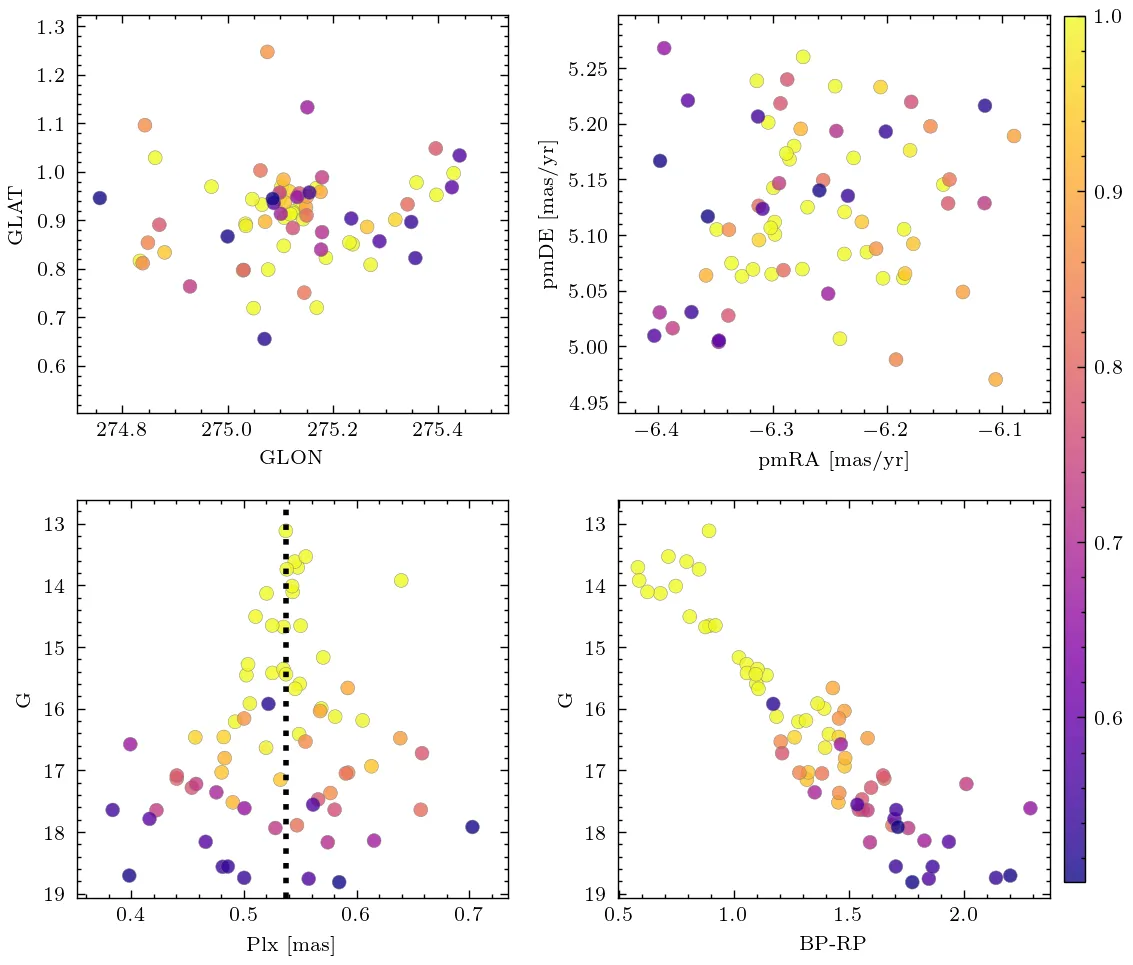 1.3
1.2
1.1
1.0
0.9
0.8
0.7
0.6
GLAT
274.8 275.0 275.2 275.4
GLON
5.25
5.20
5.15
5.10
5.05
5.00
4.95
pmDE [mas/yr]
−6.4 −6.3 −6.2 −6.1
pmRA [mas/yr]
1.0
0.9
0.8
0.7
0.6
13
14
15
16
17
18
19
G
0.4 0.5 0.6 0.7
Plx [mas]
13
14
15
16
17
18
19
G
0.5 1.0 1.5 2.0
BP-RP